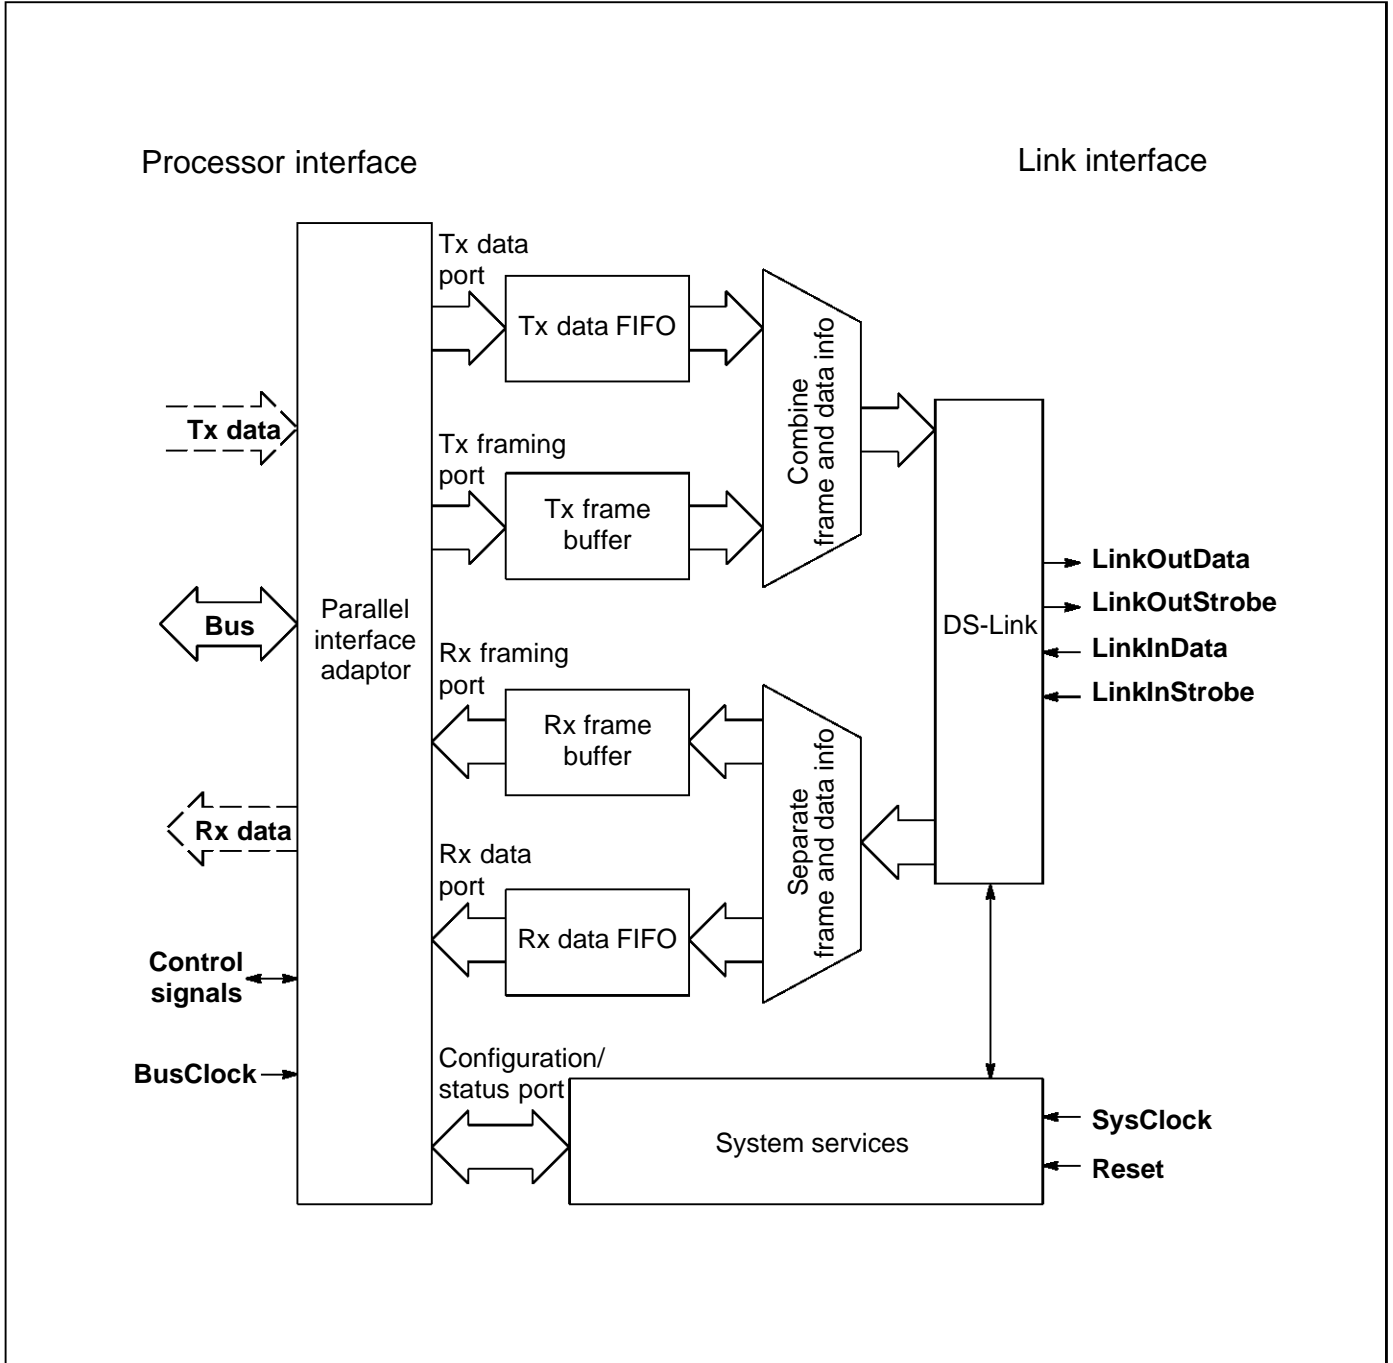 Processor interface
Link interface
Tx data
port
Tx data FIFO
Combine
frame and data info
Tx data
Tx framing
port
Tx frame
buffer
LinkOutData
LinkOutStrobe
LinkInData
LinkInStrobe
DS-Link
Bus
Parallel
interface
adaptor
Rx framing
port
Rx frame
buffer
Separate
frame and data info
Rx data
Rx data
port
Rx data FIFO
Control
signals
BusClock
Configuration/
status port
System services
SysClock
Reset